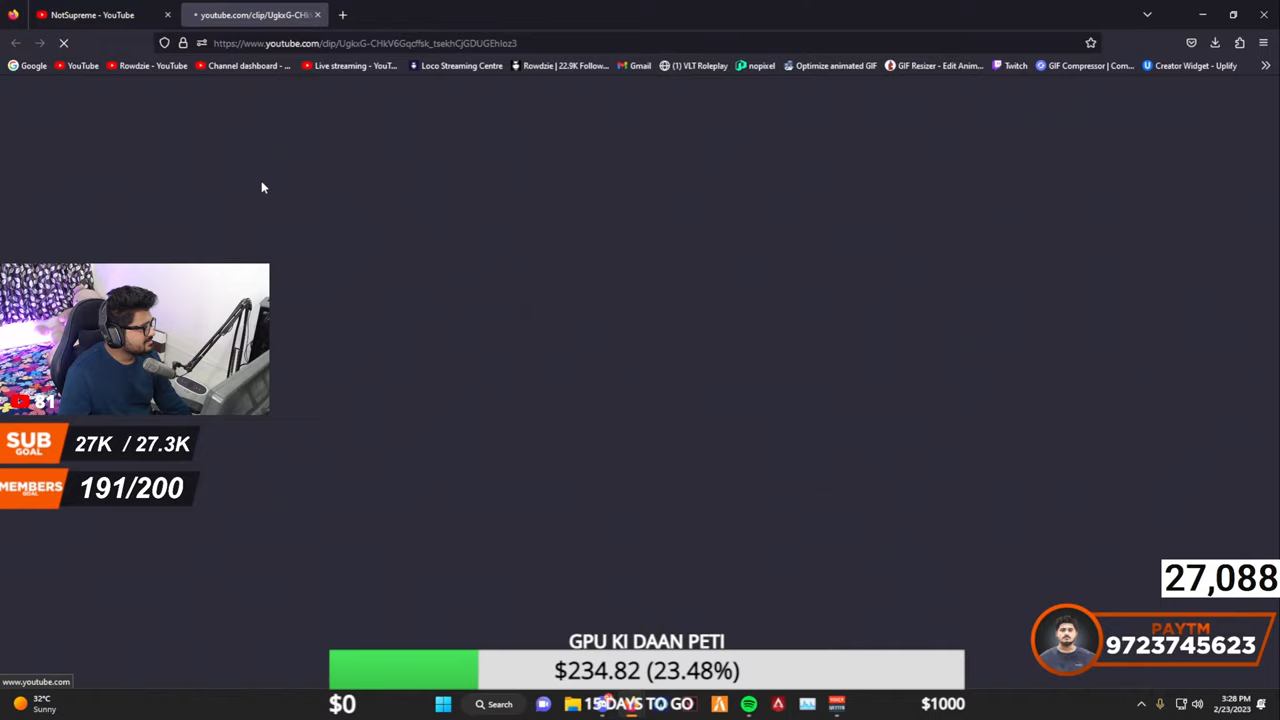 NotSupreme - YouTube
youtube.com/clip/UgkxG-CHk
https://www.youtube.com/clip/UgkxG-CHkV6Gqcffsk_tsekhCjGDUGEhIoz3
Google
YouTube
Rowdzie - YouTube
Channel dashboard - ...
Live streaming - YouT...
Loco Streaming Centre
Rowdzie | 22.9K Follow...
Gmail
(1) VLT Roleplay
nopixel
Optimize animated GIF
GIF Resizer - Edit Anim...
Twitch
GIF Compressor | Com...
Creator Widget - Uplify
81
SUB
GOAL
27K / 27.3K
MEMBERS
GOAL
191/200
27,088
PAYTM
9723745623
GPU KI DAAN PETI
$234.82 (23.48%)
www.youtube.com
32°C
Sunny
$0
Search
15 DAYS TO GO
$1000
3:28 PM
2/23/2023